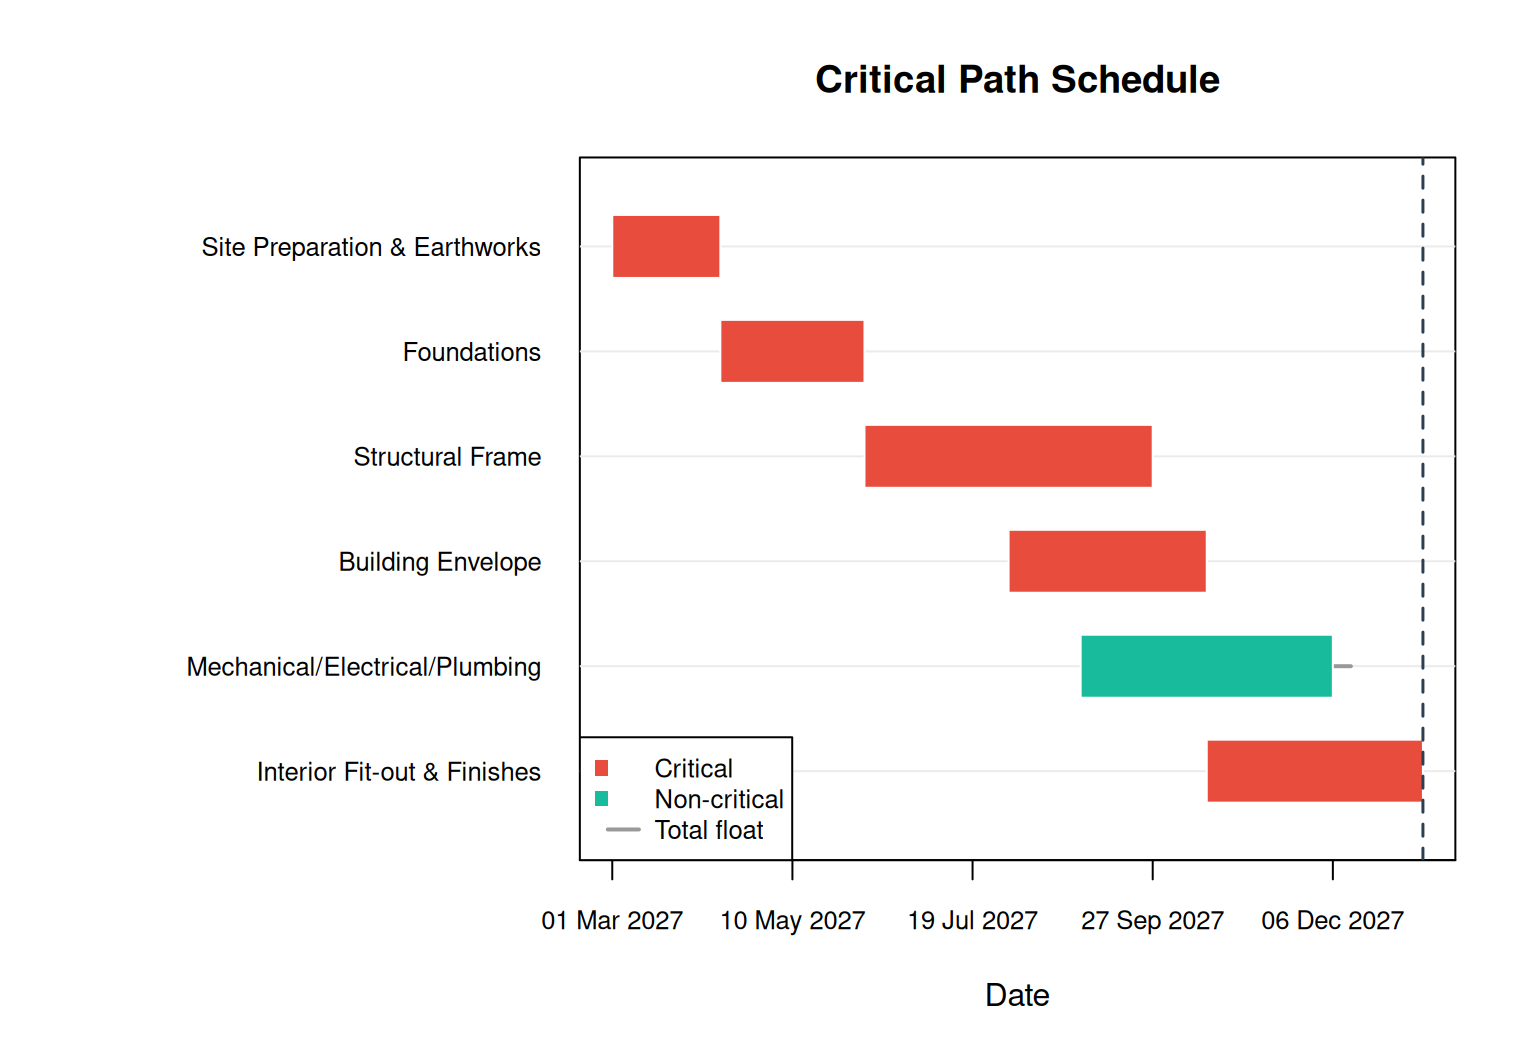 Critical Path Schedule
Site Preparation & Earthworks
Foundations
Structural Frame
Building Envelope
Mechanical/Electrical/Plumbing
Interior Fit-out & Finishes
Critical
Non-critical
Total float
01 Mar 2027 10 May 2027 19 Jul 2027 27 Sep 2027 06 Dec 2027
Date